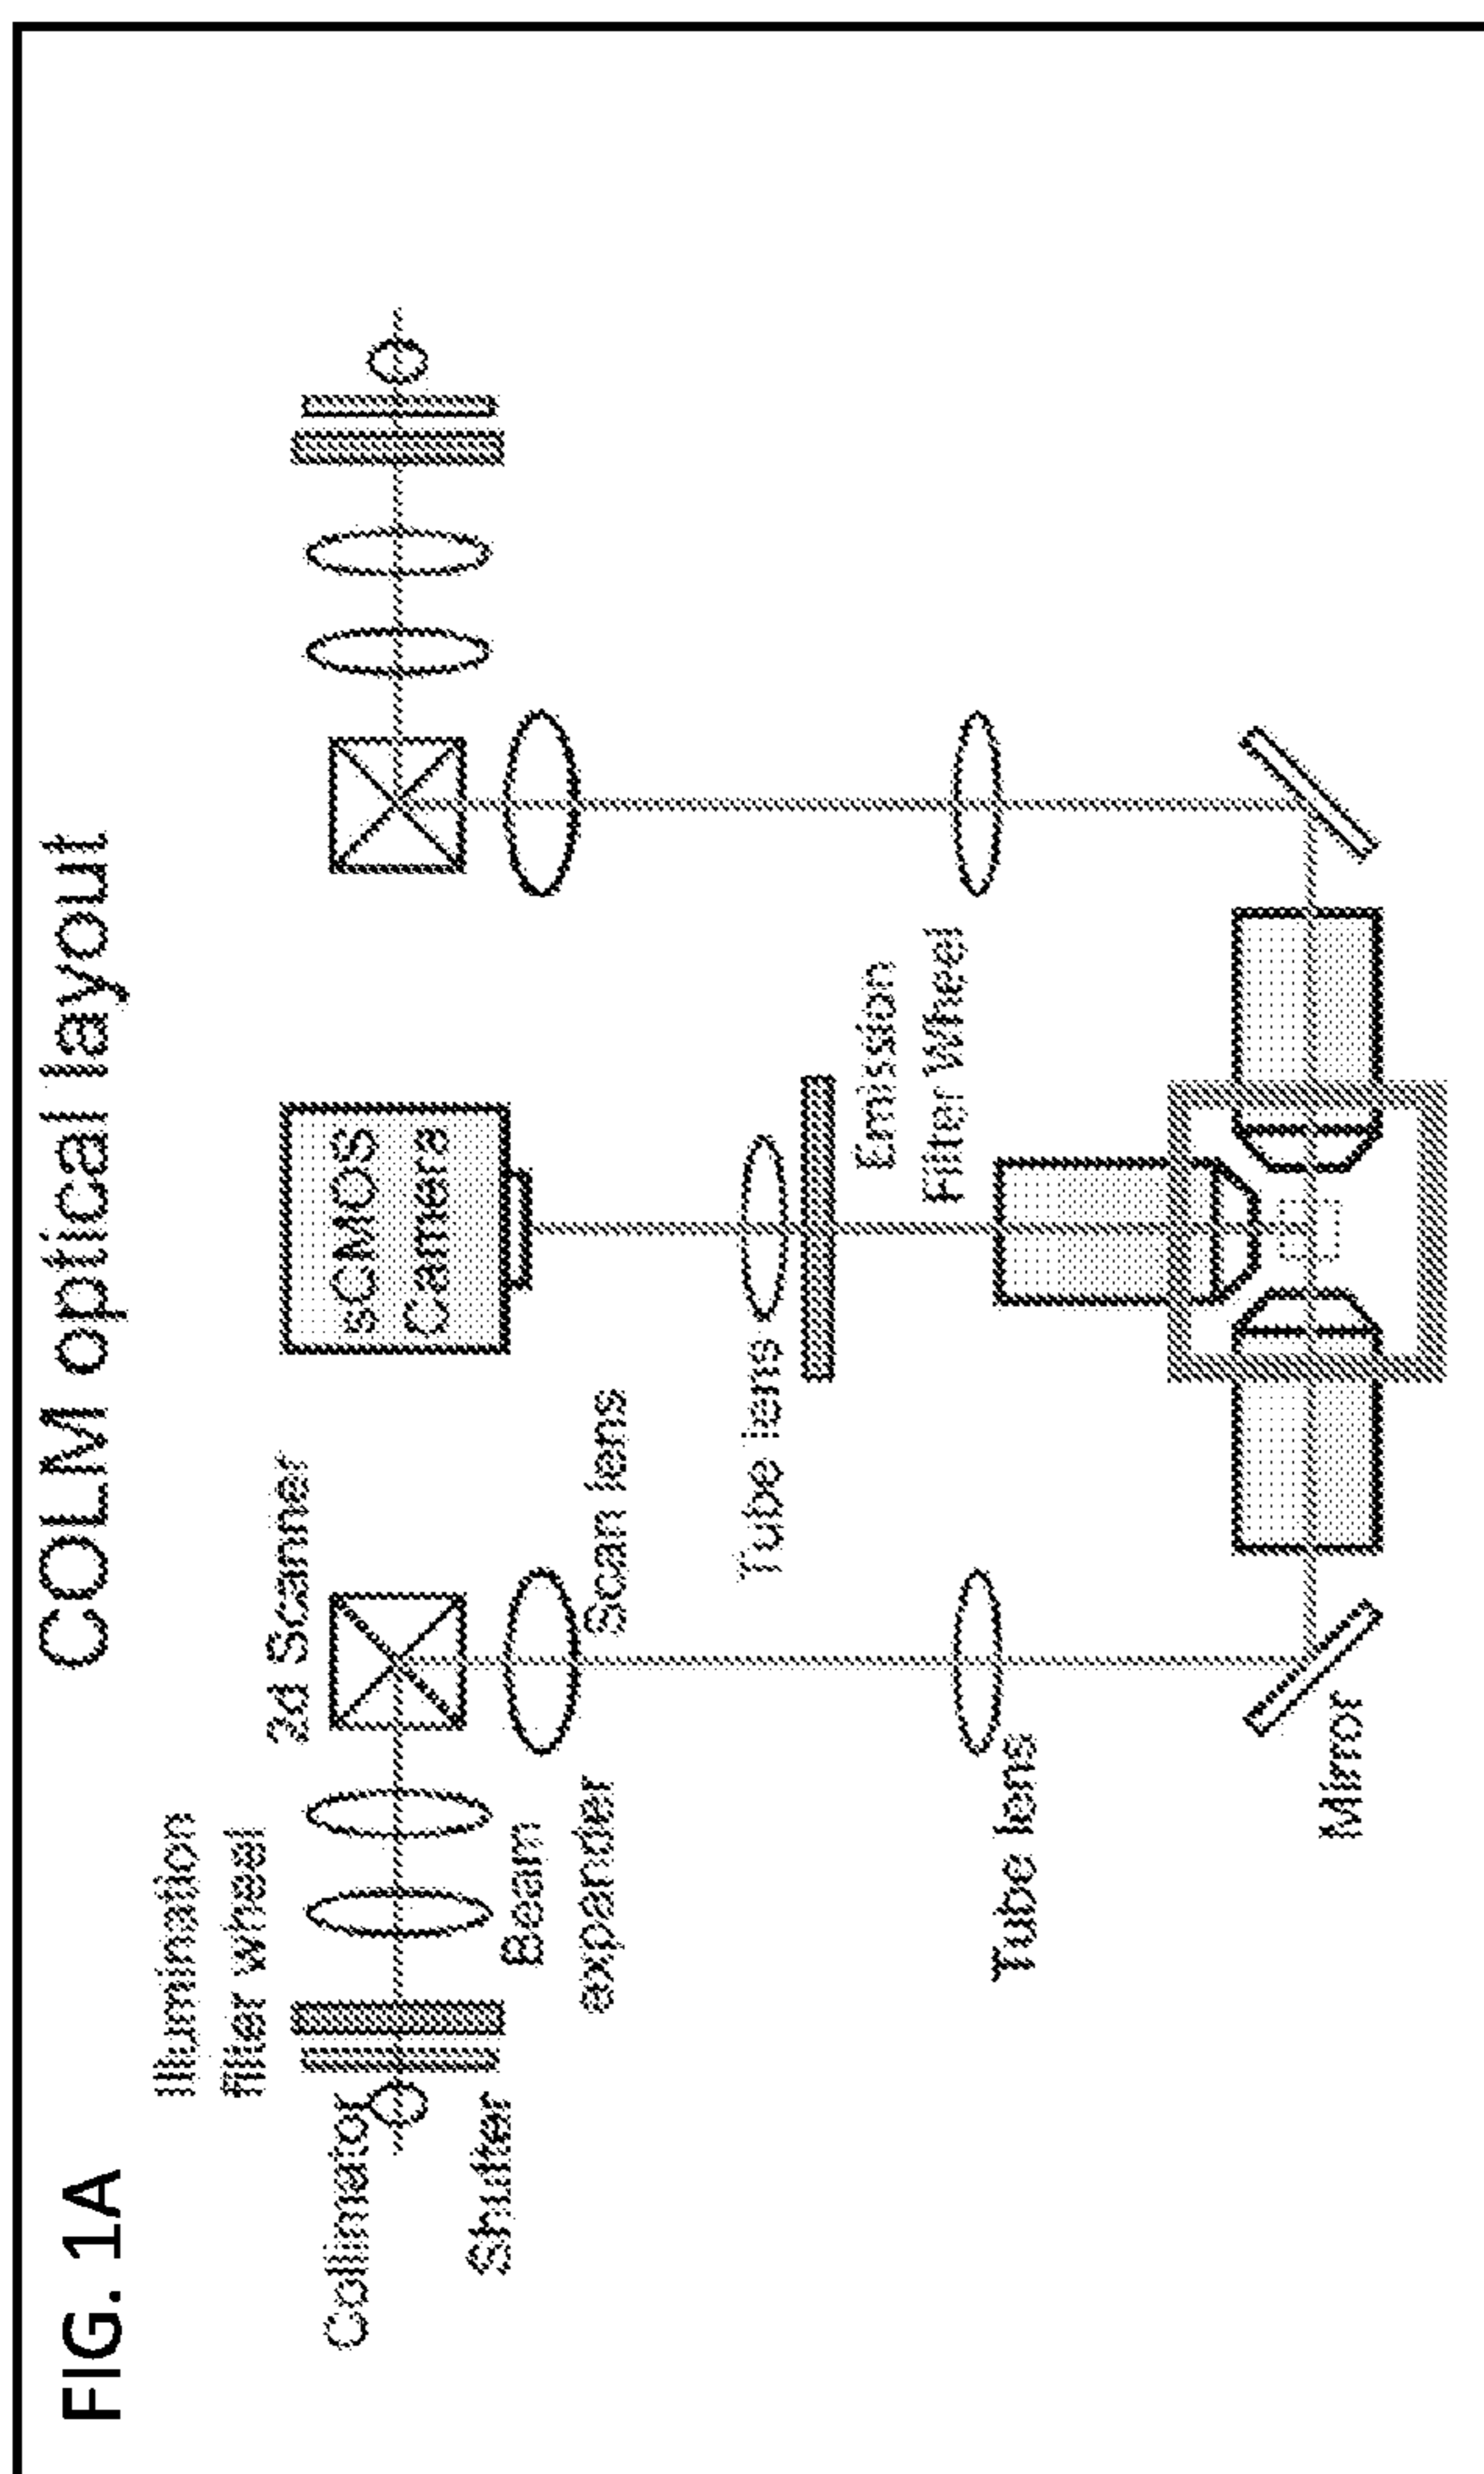 FIG. 1A
COLM optical layout
Illumination
filter wheel
2d Scanner
Collimator
sCMOS
Camera
Shutter
Beam
expander
Scan lens
Tube lens
Emission
Filter Wheel
Tube lens
Mirror